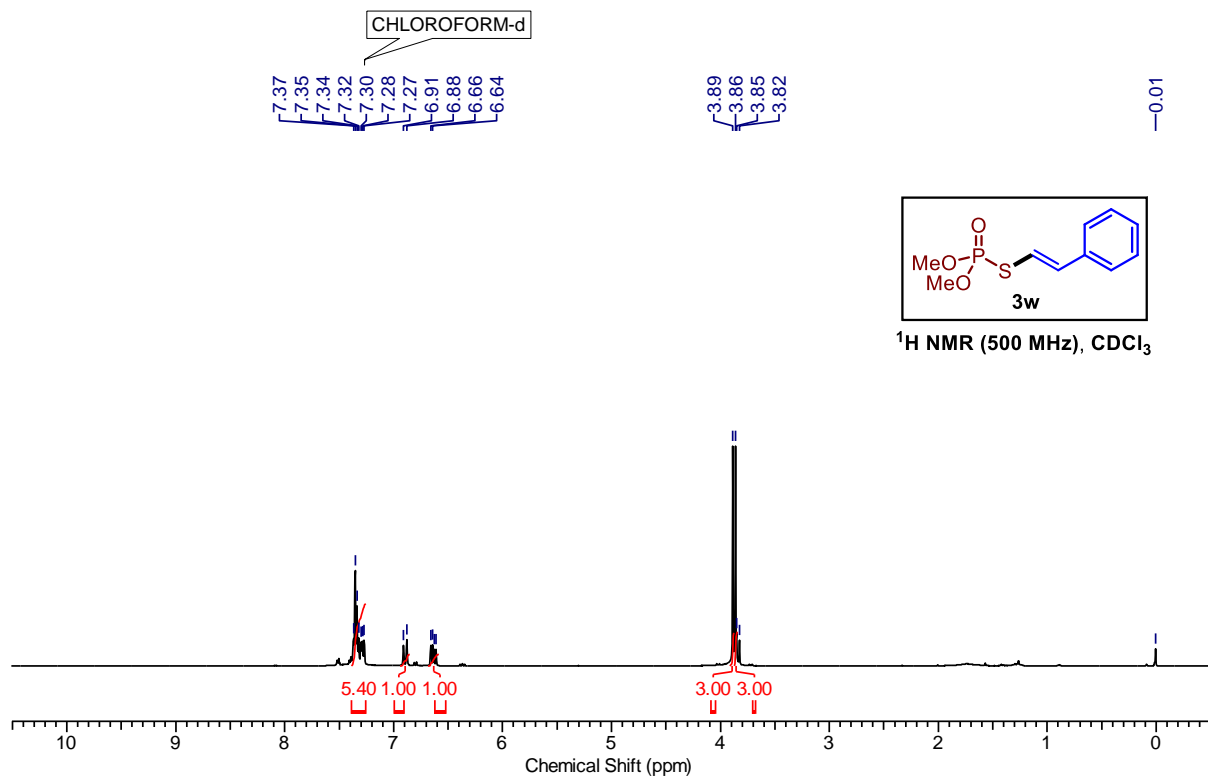 CHLOROFORM-d
7.37
7.35
7.34
7.32
7.30
7.28
7.27
6.91
6.88
6.66
6.64
3.89
3.86
3.85
3.82
0.01
O
MeO P S
MeO
3w
¹H NMR (500 MHz), CDCl₃
5.40 1.00 1.00 3.00 3.00
10 9 8 7 6 5 4 3 2 1 0
Chemical Shift (ppm)